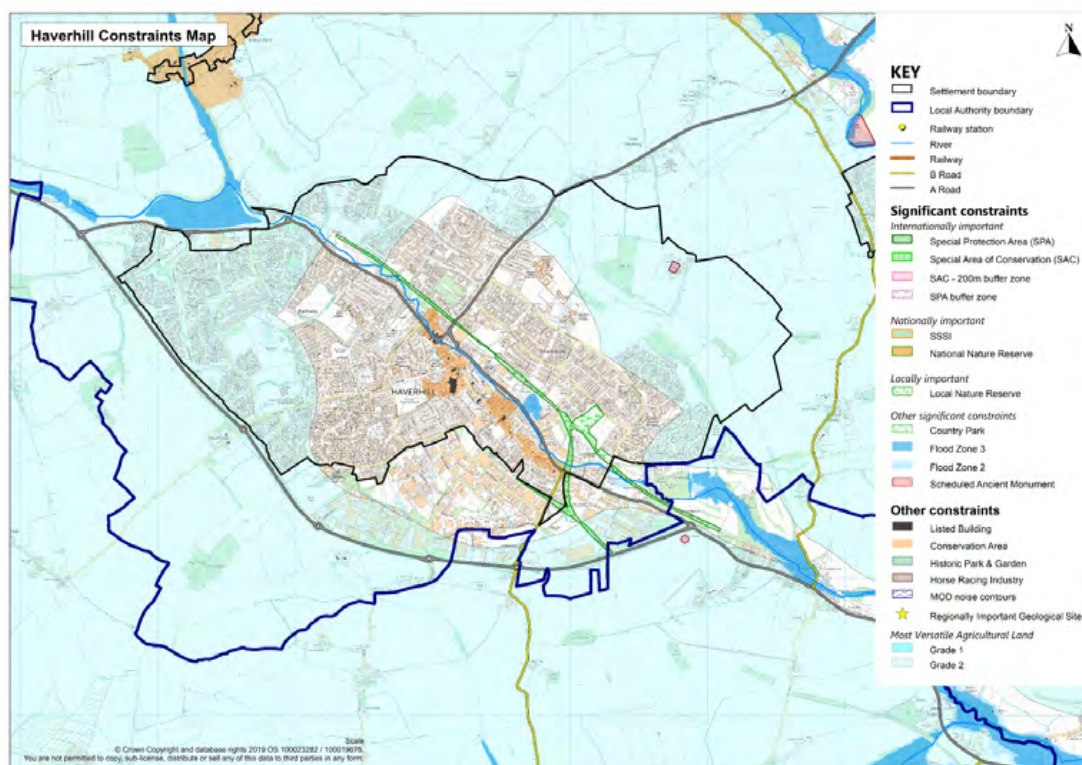 Haverhill Constraints Map
N
KEY
Settlement boundary
Local Authority boundary
Railway station
River
Railway
B Road
A Road
Significant constraints
Internationally important
Special Protection Area (SPA)
Special Area of Conservation (SAC)
SAC - 200m buffer zone
SPA buffer zone
Nationally important
SSSI
National Nature Reserve
Locally important
Local Nature Reserve
Other significant constraints
Country Park
Flood Zone 3
Flood Zone 2
Scheduled Ancient Monument
Other constraints
Listed Building
Conservation Area
Historic Park & Garden
Horse Racing Industry
MOD noise contours
Regionally Important Geological Site
Most Versatile Agricultural Land
Grade 1
Grade 2
HAVERHILL
Scale
© Crown Copyright and database rights 2019 OS 100023282 / 100019675.
You are not permitted to copy, sub-license, distribute or sell any of this data to third parties in any form.